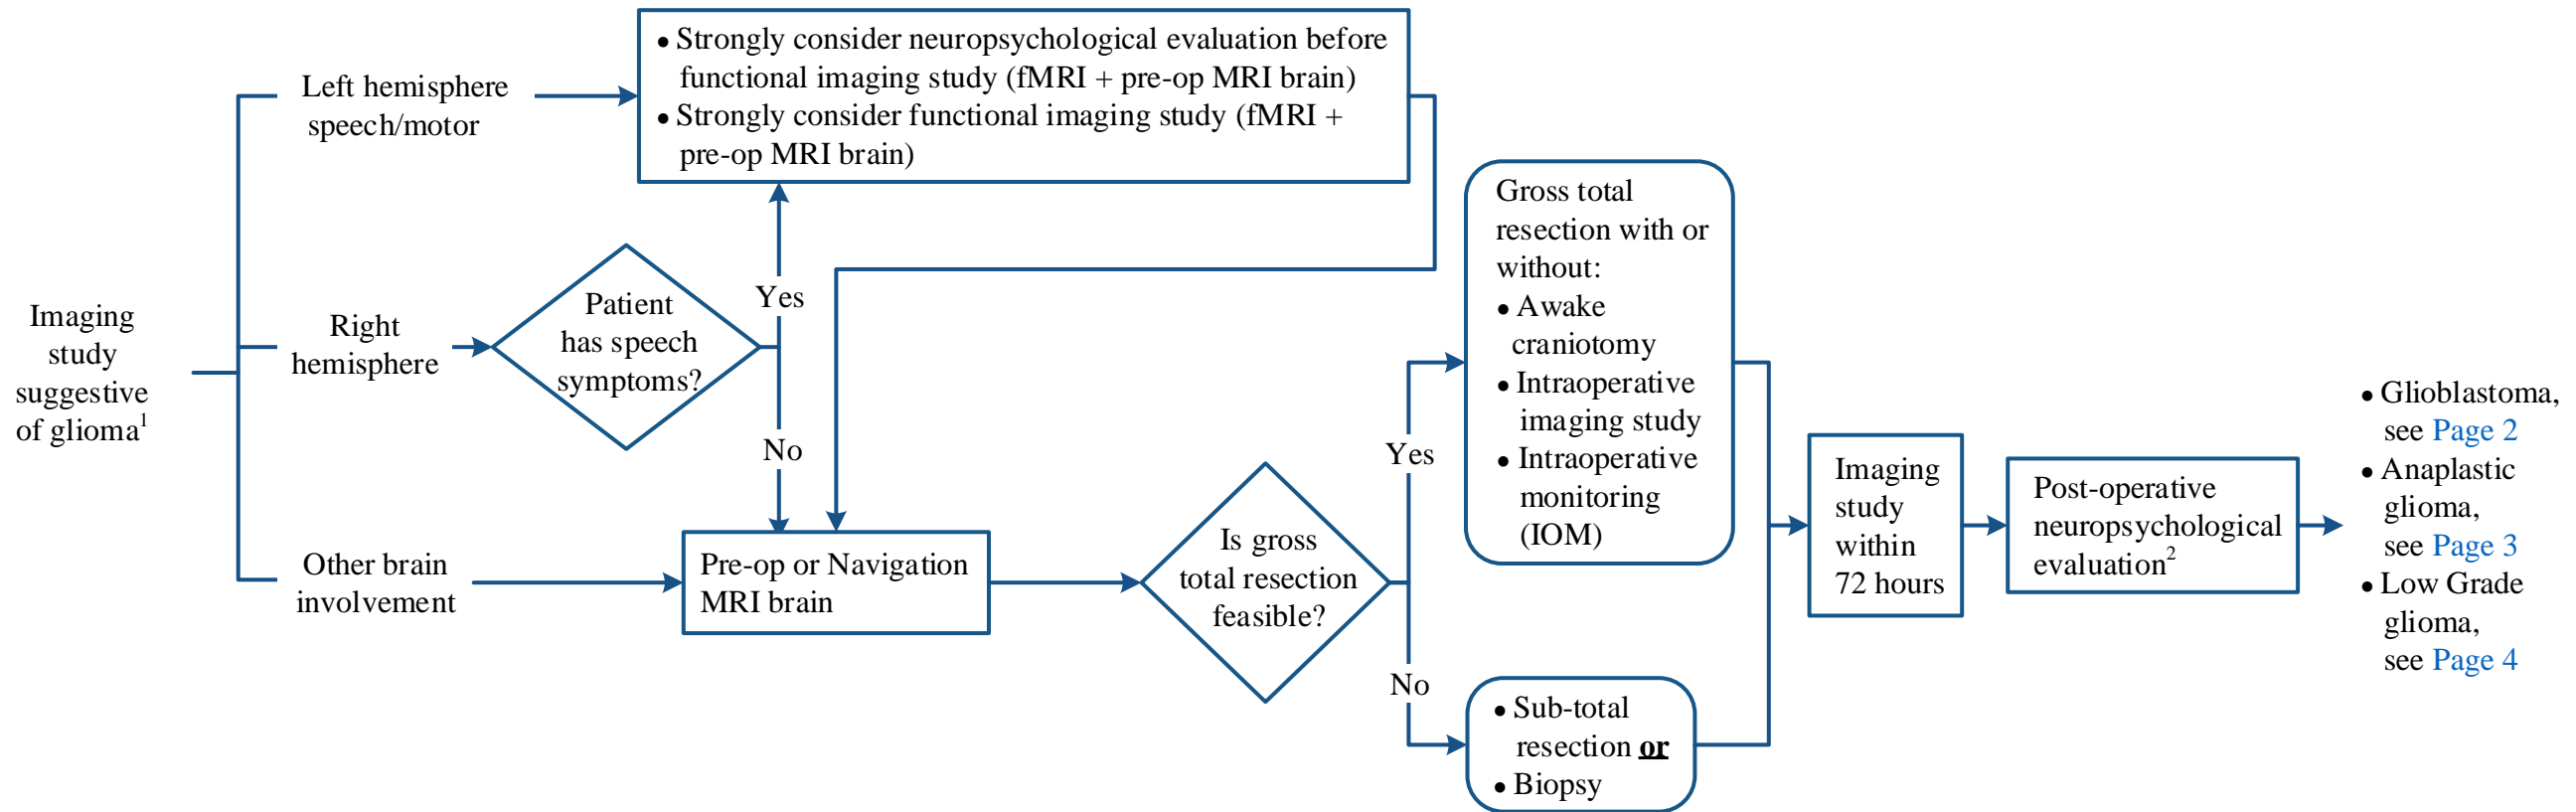 Imaging
study
suggestive
of glioma1
Left hemisphere
speech/motor
Right
hemisphere
Other brain
involvement
Patient
has speech
symptoms?
Yes
No
• Strongly consider neuropsychological evaluation before
functional imaging study (fMRI + pre-op MRI brain)
• Strongly consider functional imaging study (fMRI +
pre-op MRI brain)
Pre-op or Navigation
MRI brain
Is gross
total resection
feasible?
Yes
No
Gross total
resection with or
without:
• Awake
craniotomy
• Intraoperative
imaging study
• Intraoperative
monitoring
(IOM)
• Sub-total
resection or
• Biopsy
Imaging
study
within
72 hours
Post-operative
neuropsychological
evaluation2
• Glioblastoma,
see Page 2
• Anaplastic
glioma,
see Page 3
• Low Grade
glioma,
see Page 4